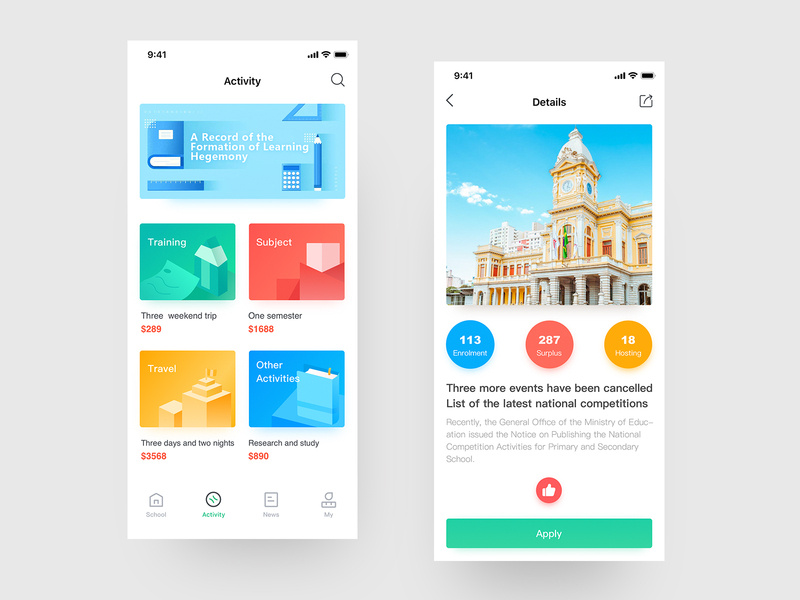 9:41
Activity
A Record of the
Formation of Learning
Hegemony
Training
Subject
Three weekend trip
$289
One semester
$1688
Travel
Other
Activities
Three days and two nights
$3568
Research and study
$890
School
Activity
News
My
9:41
Details
113
Enrolment
287
Surplus
18
Hosting
Three more events have been cancelled
List of the latest national competitions
Recently, the General Office of the Ministry of Educ-
ation issued the Notice on Publishing the National
Competition Activities for Primary and Secondary
School.
Apply